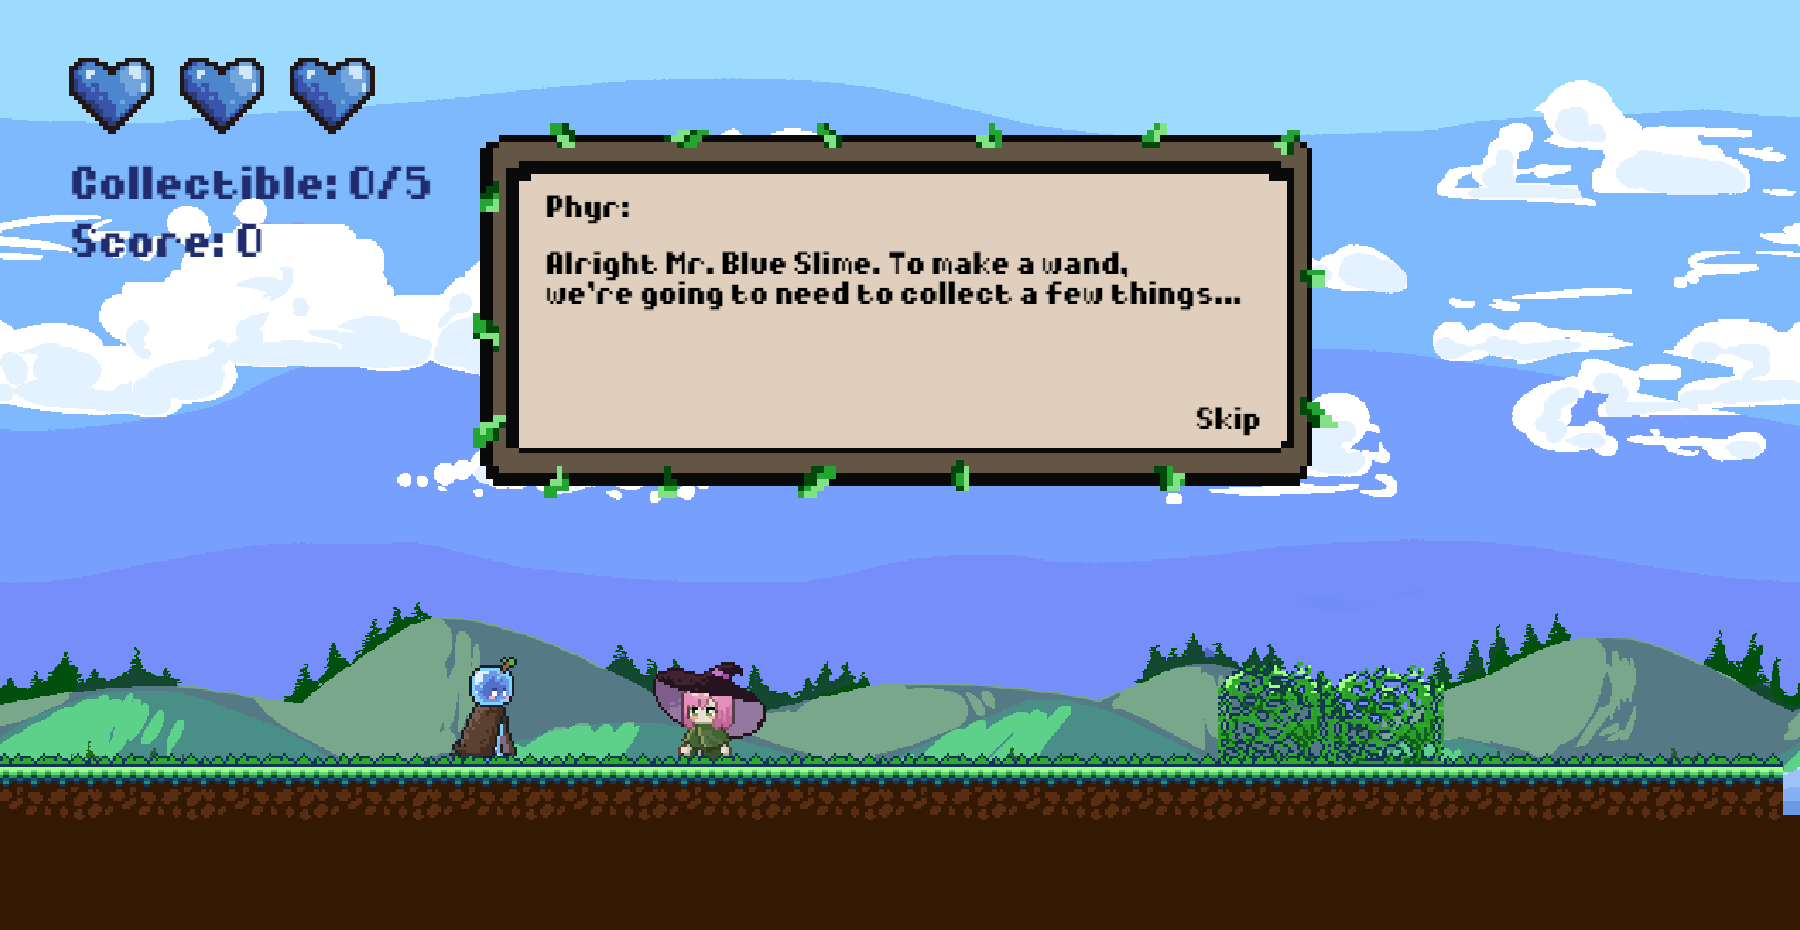 Collectible: 0/5
Score: 0
Phyr:
Alright Mr. Blue Slime. To make a wand,
we're going to need to collect a few things...
Skip